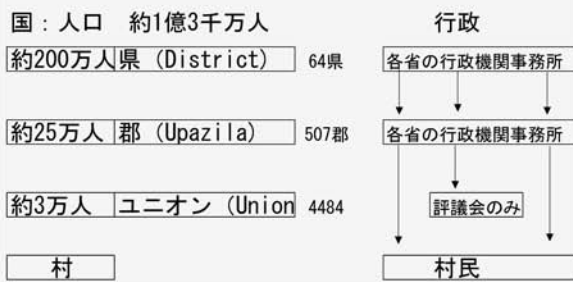 国：人口　約1億3千万人　行政
約200万人 県 (District) 64県 各省の行政機関事務所
約25万人 郡 (Upazila) 507郡 各省の行政機関事務所
約3万人 ユニオン (Union 4484 評議会のみ
村 村民